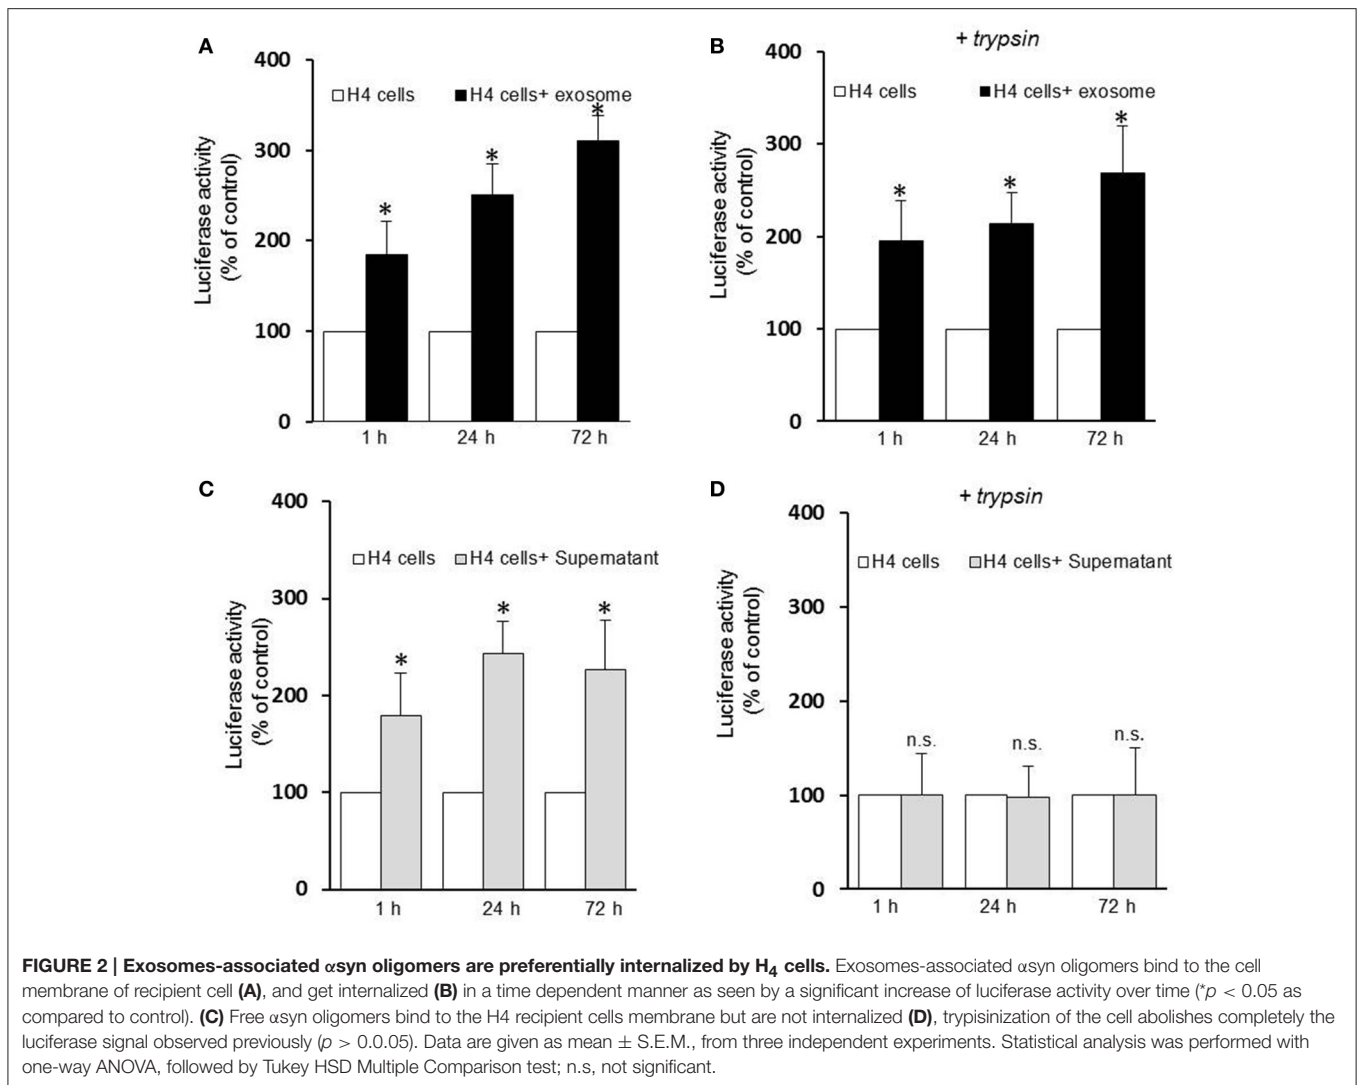 A
400
300
200
100
0
Luciferase activity
(% of control)
H4 cells
H4 cells+ exosome
*
*
*
1 h
24 h
72 h
B
+ trypsin
400
300
200
100
0
Luciferase activity
(% of control)
H4 cells
H4 cells+ exosome
*
*
*
1 h
24 h
72 h
C
400
300
200
100
0
Luciferase activity
(% of control)
H4 cells
H4 cells+ Supernatant
*
*
*
1 h
24 h
72 h
D
+ trypsin
400
300
200
100
0
Luciferase activity
(% of control)
H4 cells
H4 cells+ Supernatant
n.s.
n.s.
n.s.
1 h
24 h
72 h
FIGURE 2 | Exosomes-associated αsyn oligomers are preferentially internalized by H4 cells. Exosomes-associated αsyn oligomers bind to the cell
membrane of recipient cell (A), and get internalized (B) in a time dependent manner as seen by a significant increase of luciferase activity over time (*p < 0.05 as
compared to control). (C) Free αsyn oligomers bind to the H4 recipient cells membrane but are not internalized (D), trypisinization of the cell abolishes completely the
luciferase signal observed previously (p > 0.0.05). Data are given as mean ± S.E.M., from three independent experiments. Statistical analysis was performed with
one-way ANOVA, followed by Tukey HSD Multiple Comparison test; n.s, not significant.